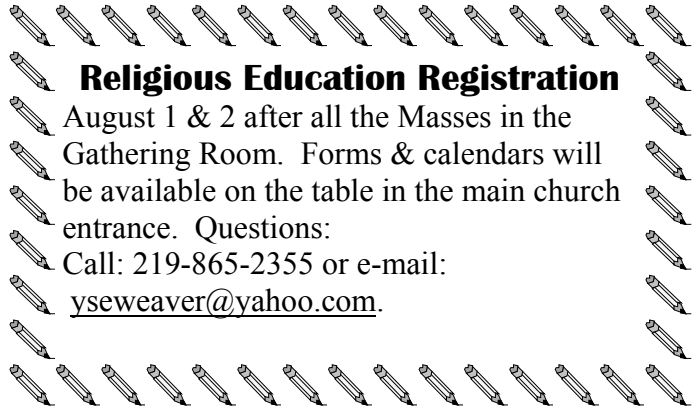 Religious Education Registration
August 1 & 2 after all the Masses in the
Gathering Room.  Forms & calendars will
be available on the table in the main church
entrance.  Questions:
Call: 219-865-2355 or e-mail:
yseweaver@yahoo.com.